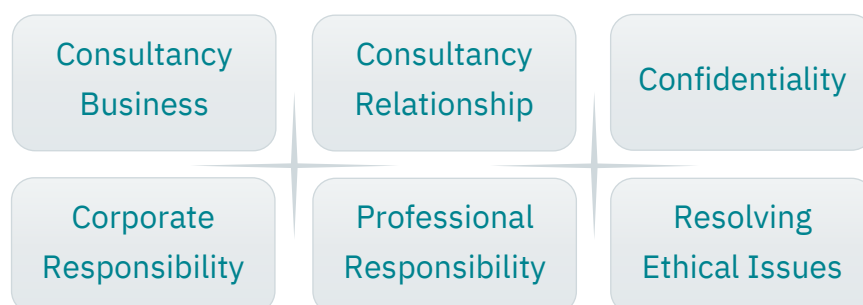 Consultancy
Business
Consultancy
Relationship
Confidentiality
Corporate
Responsibility
Professional
Responsibility
Resolving
Ethical Issues